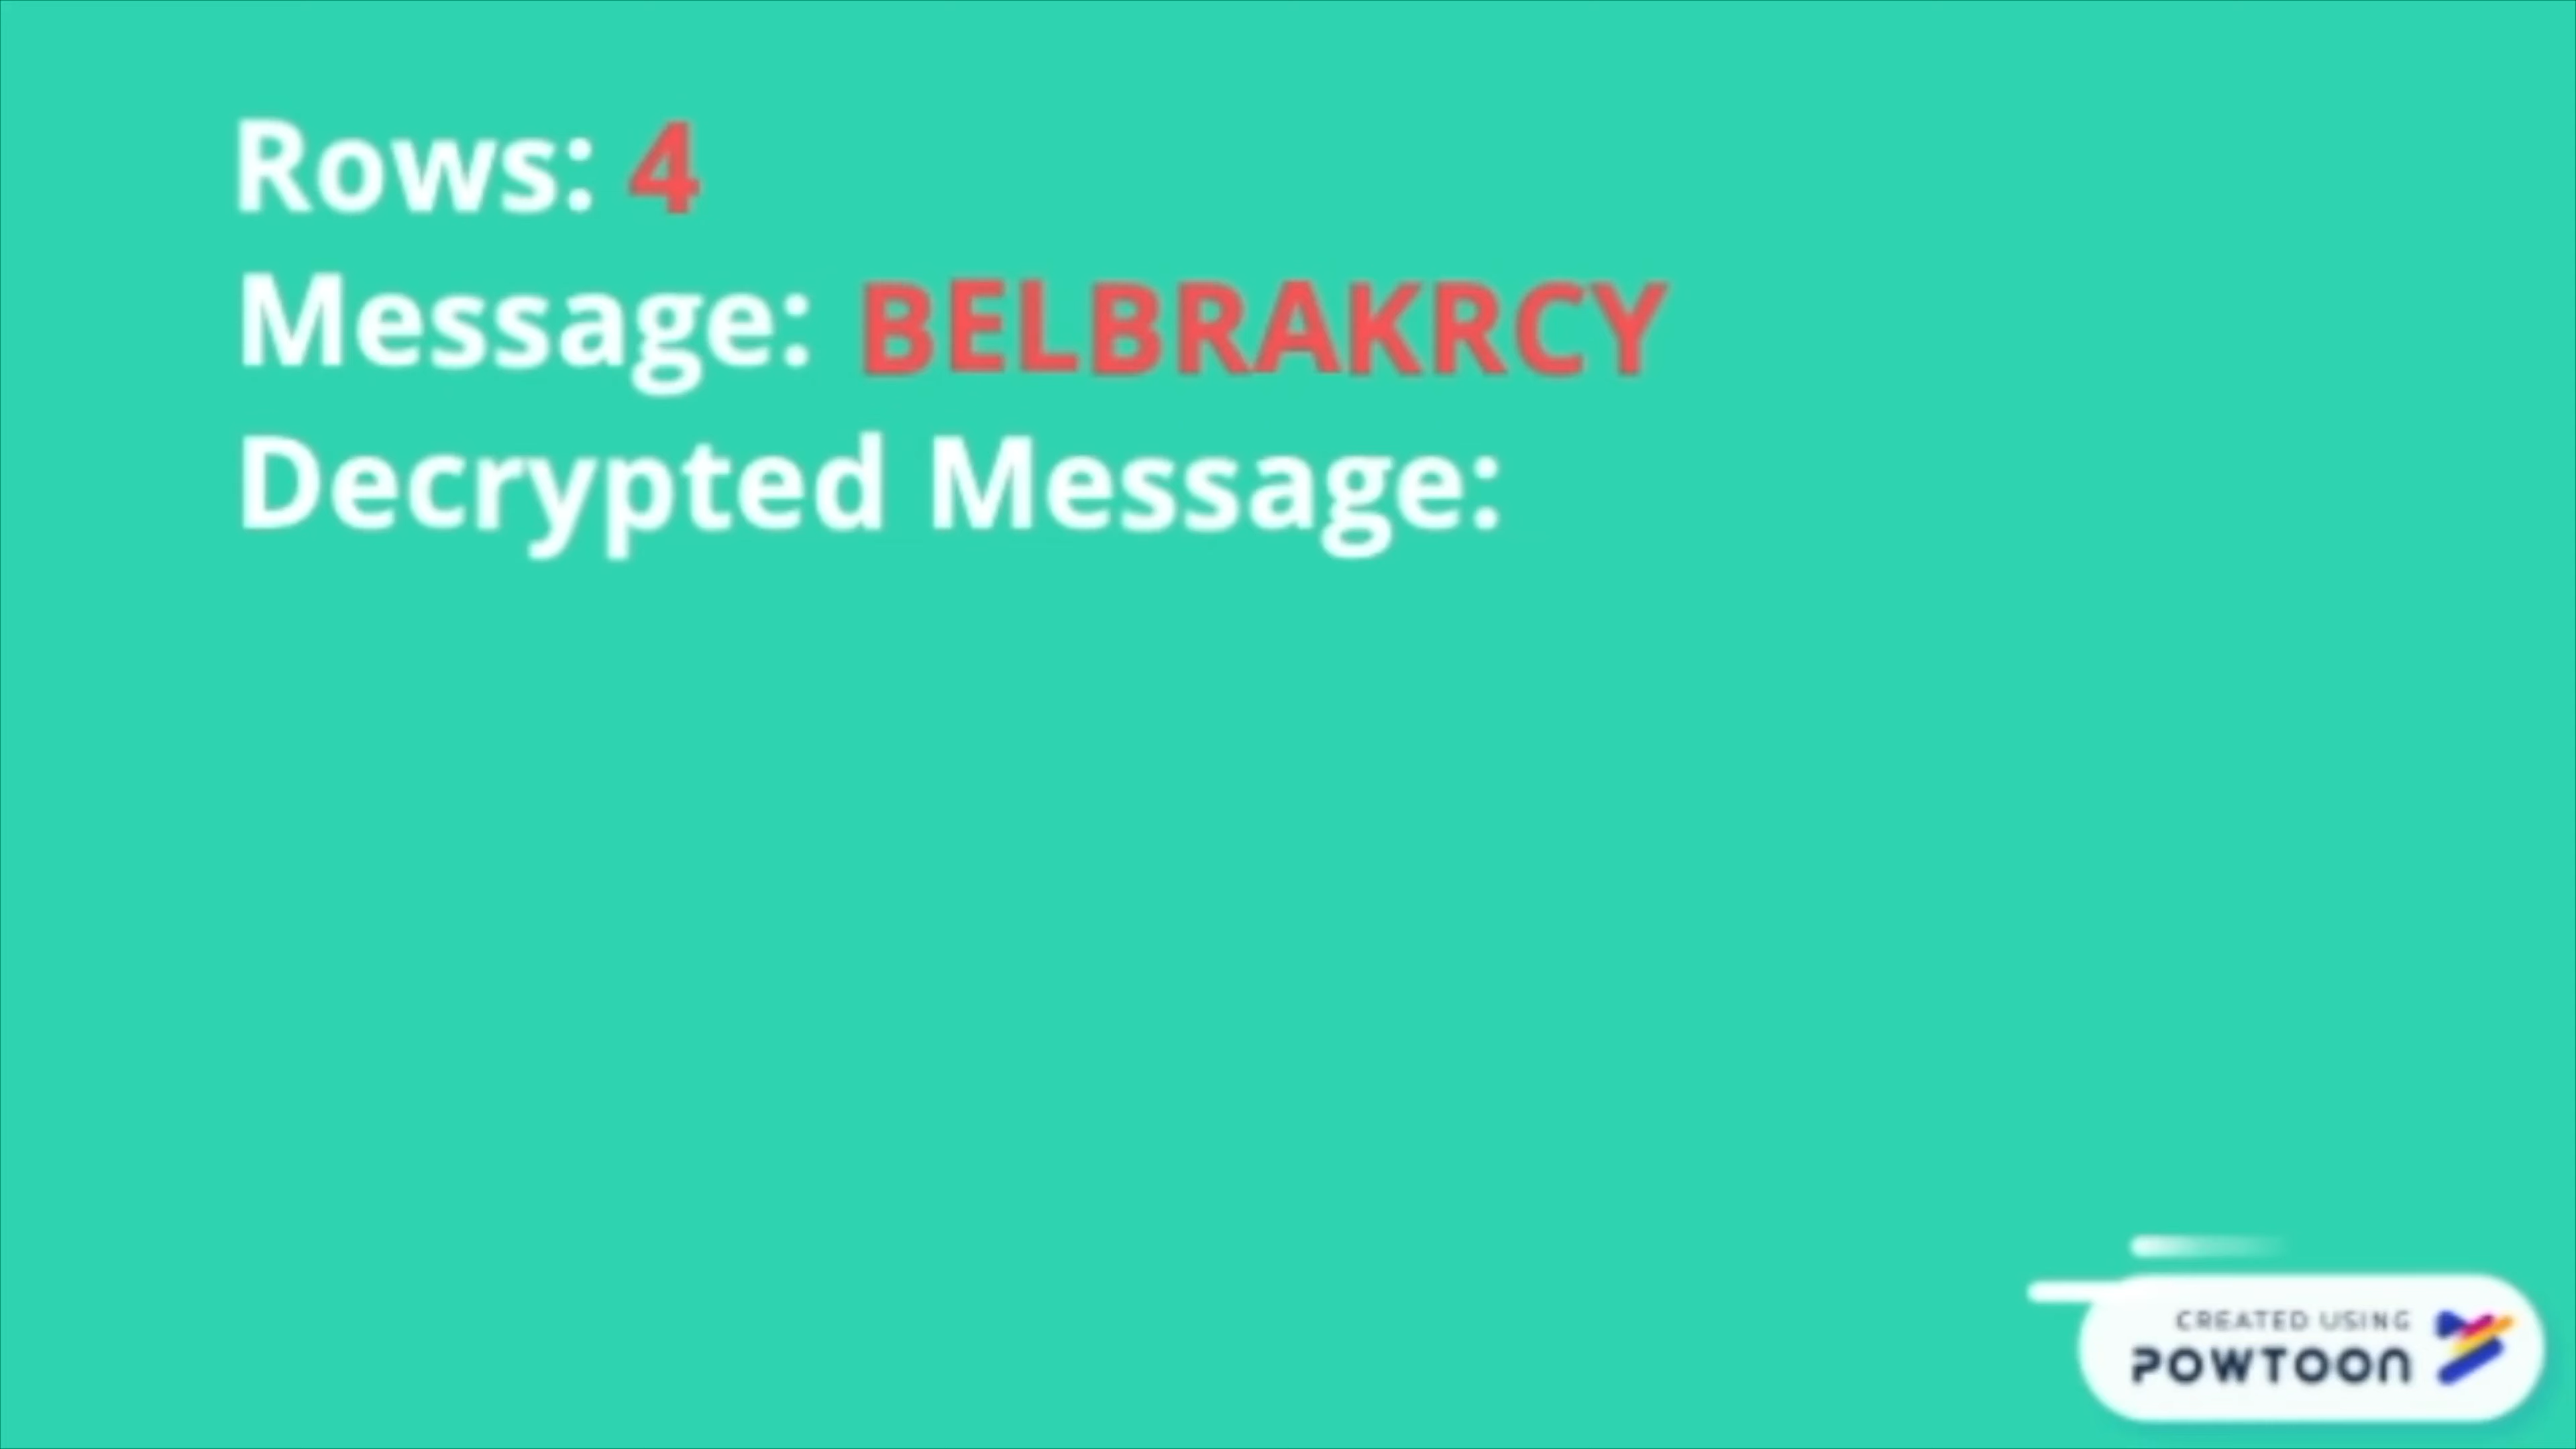 Rows: 4
Message: BELBRAKRCY
Decrypted Message:
CREATED USING
POWTOON